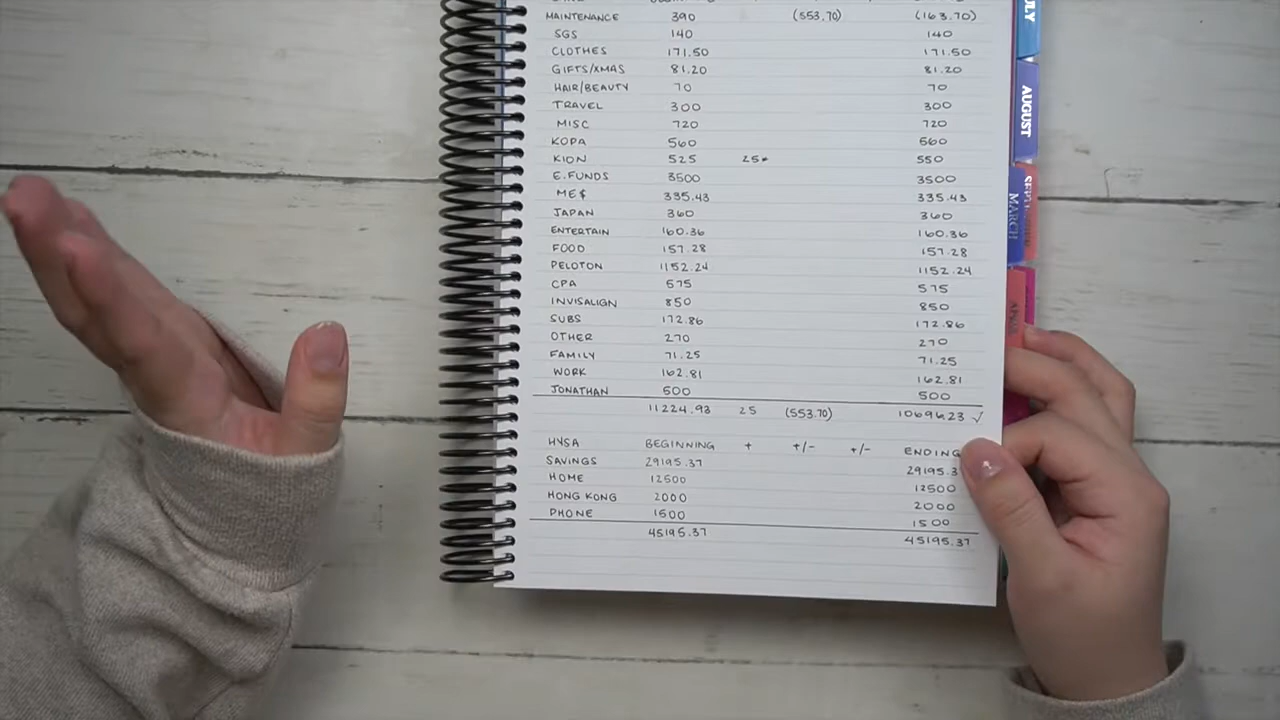 MAINTENANCE 390 (553.70) (163.70)
SGS 140 140
CLOTHES 171.50 171.50
GIFTS/XMAS 81.20 81.20
HAIR/BEAUTY 70 70
TRAVEL 300 300
MISC 720 720
KOPA 560 560
KION 525 25* 550
E.FUNDS 3500 3500
ME$ 335.43 335.43
JAPAN 360 360
ENTERTAIN 160.36 160.36
FOOD 157.28 157.28
PELOTON 1152.24 1152.24
CPA 575 575
INVISALIGN 850 850
SUBS 172.86 172.86
OTHER 270 270
FAMILY 71.25 71.25
WORK 162.81 162.81
JONATHAN 500 500
11224.93 25 (553.70) 10696.23 ✓
HYSA BEGINNING + +/- +/- ENDING
SAVINGS 29195.37 29195.3
HOME 12500 12500
HONG KONG 2000 2000
PHONE 1500 1500
45195.37 45195.37
AUGUST
MARCH